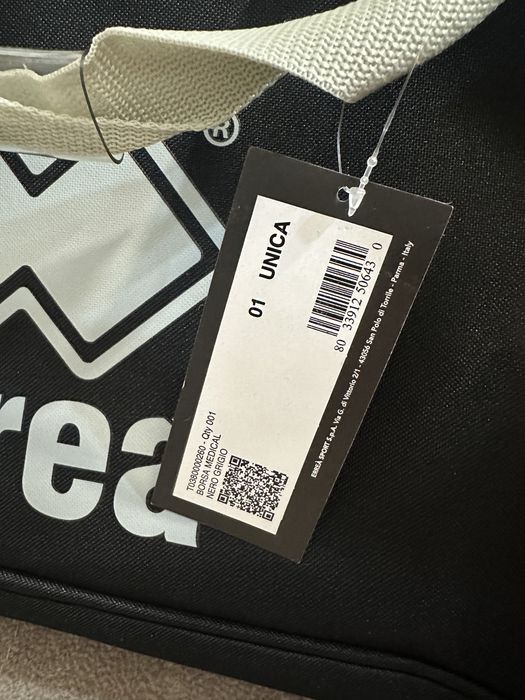 ®
rea
01 UNICA
80 33912 50643 0
T0380000260 - Qty 001
BORSA MEDICAL
NERO GRIGIO
ERREÀ SPORT S.p.A. Via G. di Vittorio 2/1 - 43056 San Polo di Torrile - Parma - Italy